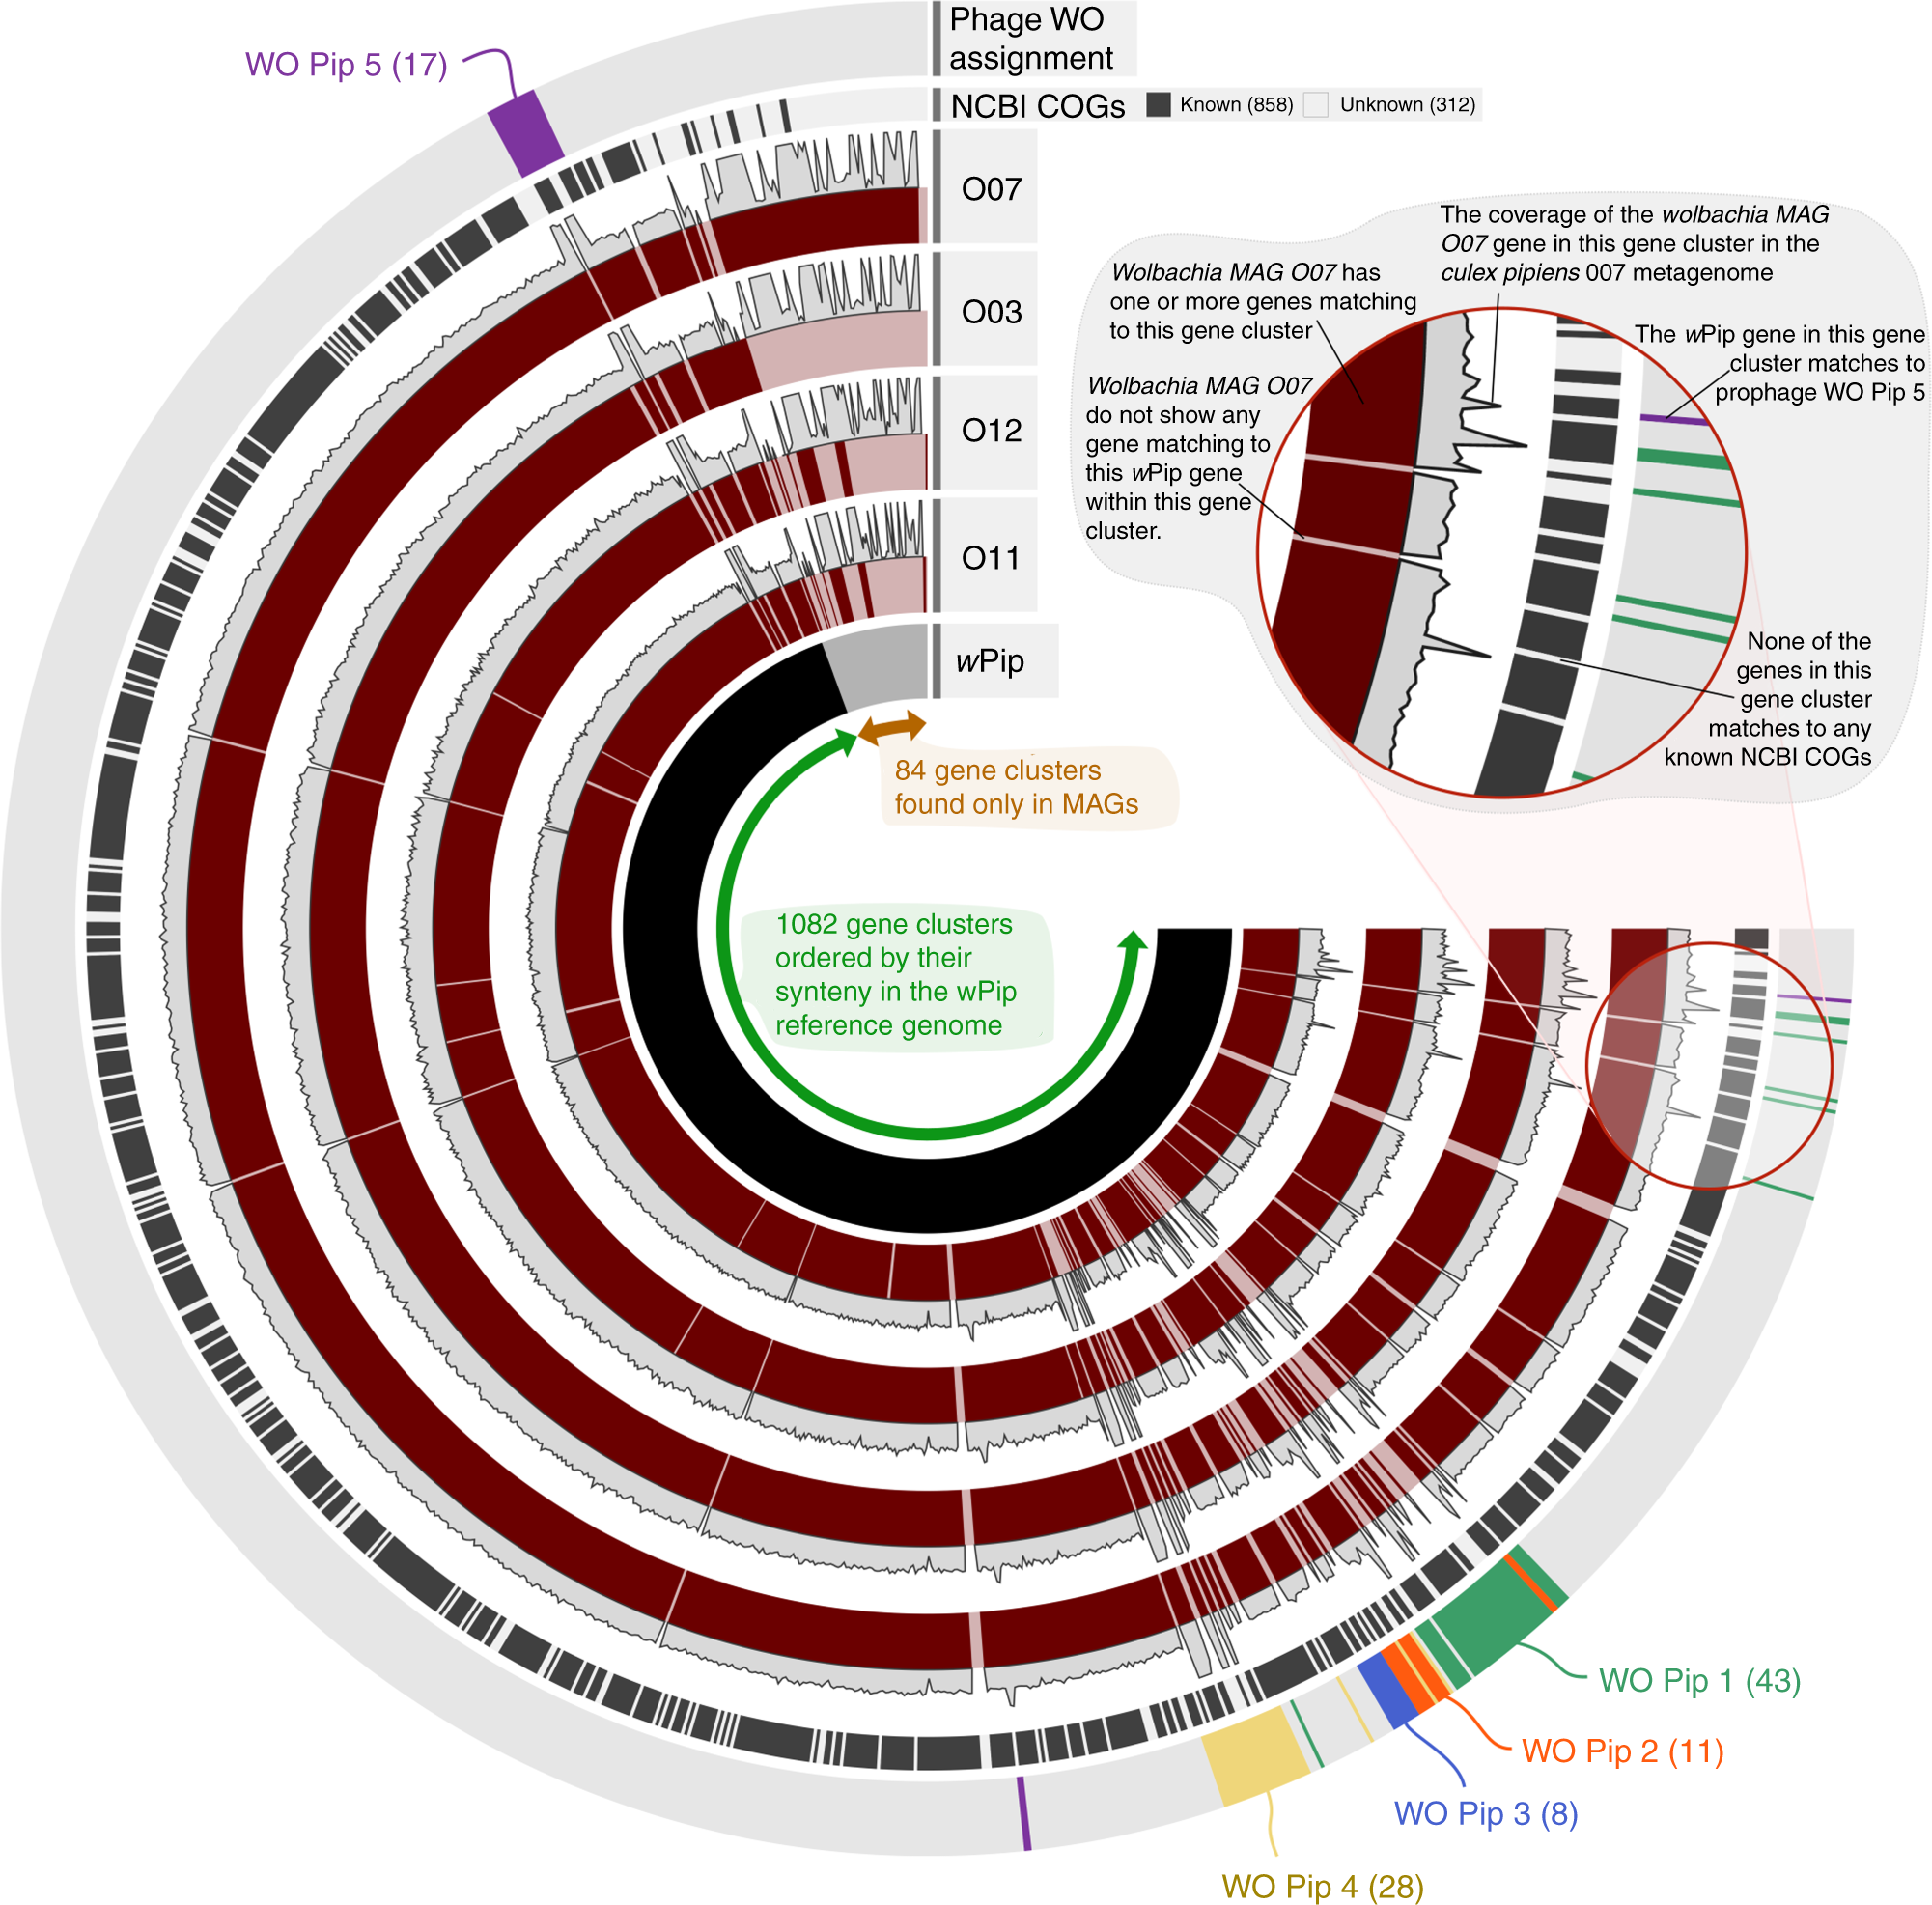 Phage WO
assignment
WO Pip 5 (17)
NCBI COGs
Known (858)
Unknown (312)
O07
O03
O12
O11
wPip
The coverage of the wolbachia MAG
O07 gene in this gene cluster in the
culex pipiens 007 metagenome
Wolbachia MAG O07 has
one or more genes matching
to this gene cluster
The wPip gene in this gene
cluster matches to
prophage WO Pip 5
Wolbachia MAG O07
do not show any
gene matching to
this wPip gene
within this gene
cluster.
None of the
genes in this
gene cluster
matches to any
known NCBI COGs
84 gene clusters
found only in MAGs
1082 gene clusters
ordered by their
synteny in the wPip
reference genome
WO Pip 1 (43)
WO Pip 2 (11)
WO Pip 3 (8)
WO Pip 4 (28)